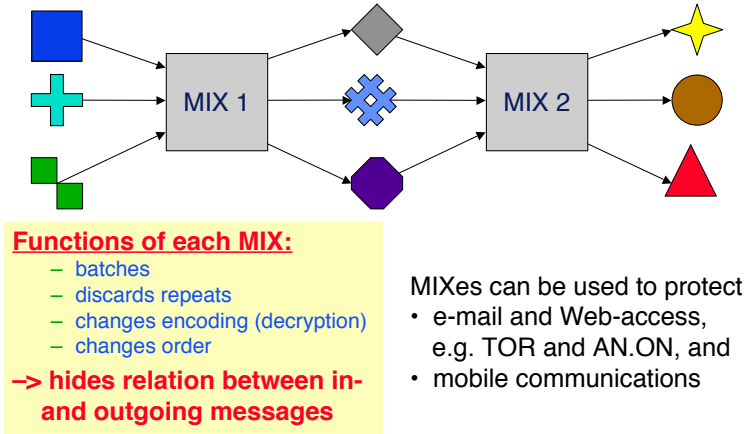 MIX 1
MIX 2
Functions of each MIX:
– batches
– discards repeats
– changes encoding (decryption)
– changes order
–> hides relation between in-
and outgoing messages
MIXes can be used to protect
• e-mail and Web-access,
e.g. TOR and AN.ON, and
• mobile communications